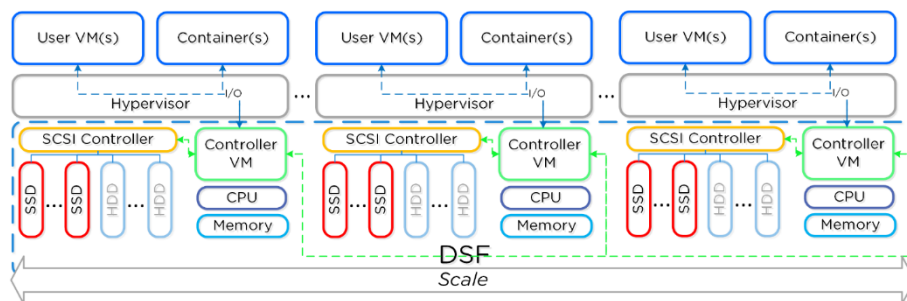 User VM(s) Container(s) User VM(s) Container(s) User VM(s) Container(s)
I/O I/O I/O
Hypervisor ... Hypervisor ... Hypervisor
SCSI Controller SCSI Controller SCSI Controller
Controller VM Controller VM Controller VM
SSD ... SSD HDD ... HDD SSD ... SSD HDD ... HDD SSD ... SSD HDD ... HDD
CPU CPU CPU
Memory Memory Memory
DSF
Scale